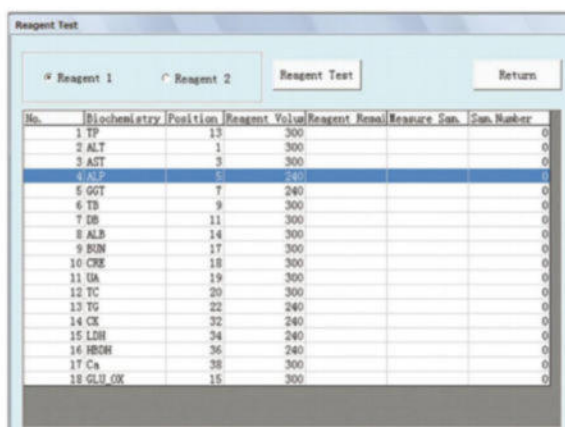 Reagent Test
Reagent 1 Reagent 2 Reagent Test Return
No. Biochemistry Position Reagent Volum Reagent Remai Measure Sam. Sam.Number
1 TP 13 300 0
2 ALT 1 300 0
3 AST 3 300 0
4 ALP 5 240 0
5 GGT 7 240 0
6 TB 9 300 0
7 DB 11 300 0
8 ALB 14 300 0
9 BUN 17 300 0
10 CRE 18 300 0
11 UA 19 300 0
12 TC 20 300 0
13 TG 22 240 0
14 CK 32 240 0
15 LDH 34 240 0
16 HBDH 36 240 0
17 Ca 38 300 0
18 GLU_OX 15 300 0